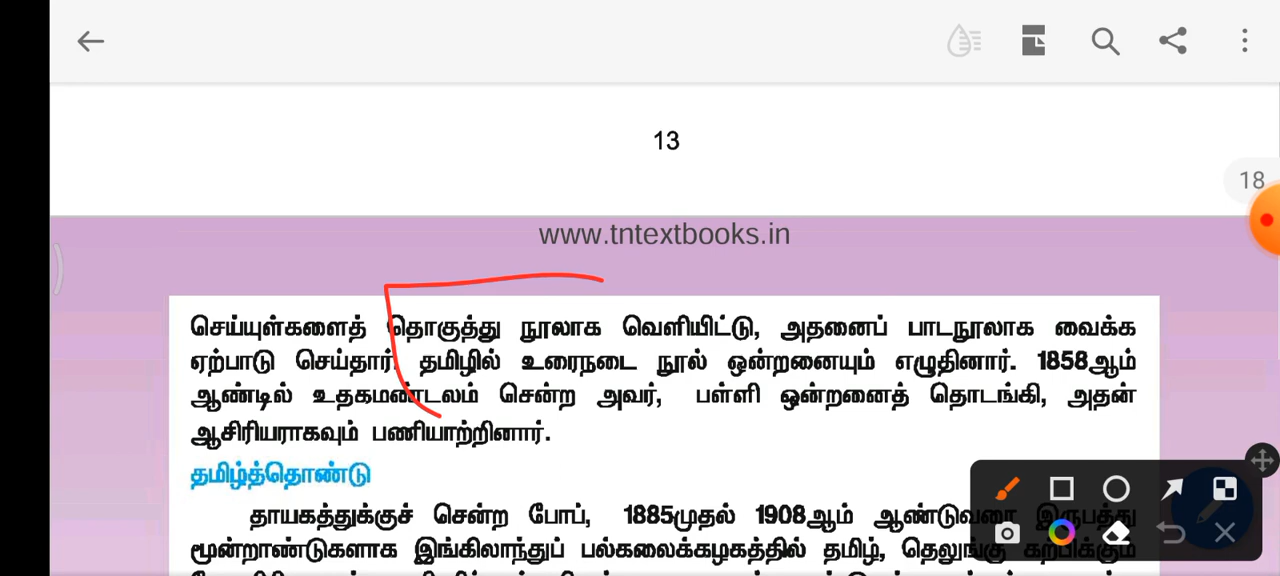 13
18
www.tntextbooks.in
செய்யுள்களைத் தொகுத்து நூலாக வெளியிட்டு, அதனைப் பாடநூலாக வைக்க
ஏற்பாடு செய்தார். தமிழில் உரைநடை நூல் ஒன்றனையும் எழுதினார். 1858ஆம்
ஆண்டில் உதகமண்டலம் சென்ற அவர், பள்ளி ஒன்றனைத் தொடங்கி, அதன்
ஆசிரியராகவும் பணியாற்றினார்.
தமிழ்த்தொண்டு
தாயகத்துக்குச் சென்ற போப், 1885முதல் 1908ஆம் ஆண்டுவரை இருபத்து
மூன்றாண்டுகளாக இங்கிலாந்துப் பல்கலைக்கழகத்தில் தமிழ், தெலுங்கு கற்பிக்கும்